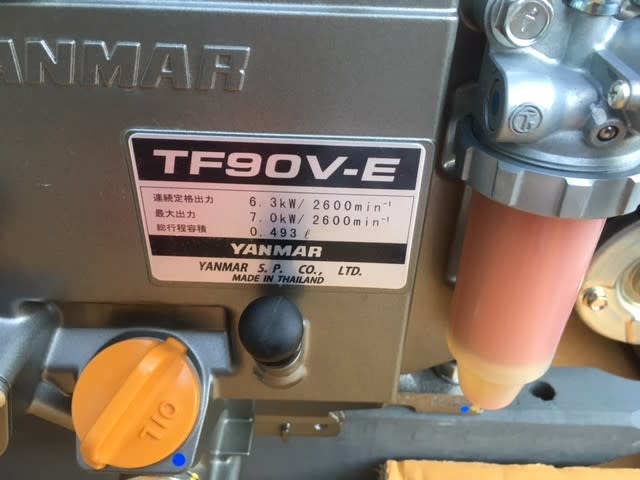 YANMAR
TF90V-E
連続定格出力 6.3kW/2600min⁻¹
最大出力 7.0kW/2600min⁻¹
総行程容積 0.493ℓ
YANMAR
YANMAR S.P. CO., LTD.
MADE IN THAILAND
OIL